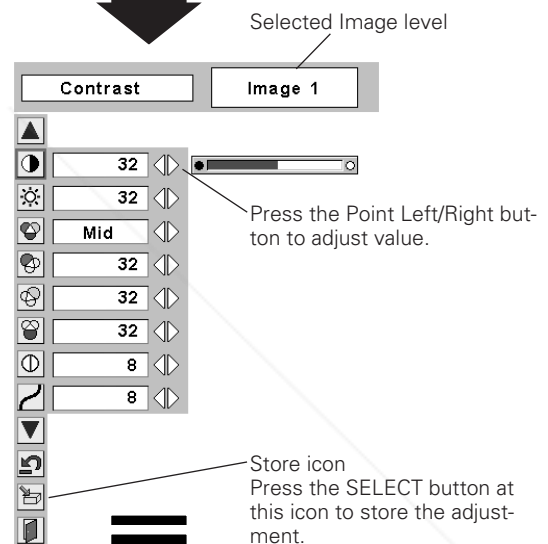 Selected Image level
Contrast
Image 1
32
32
Press the Point Left/Right but-
ton to adjust value.
Mid
32
32
32
8
8
Store icon
Press the SELECT button at
this icon to store the adjust-
ment.